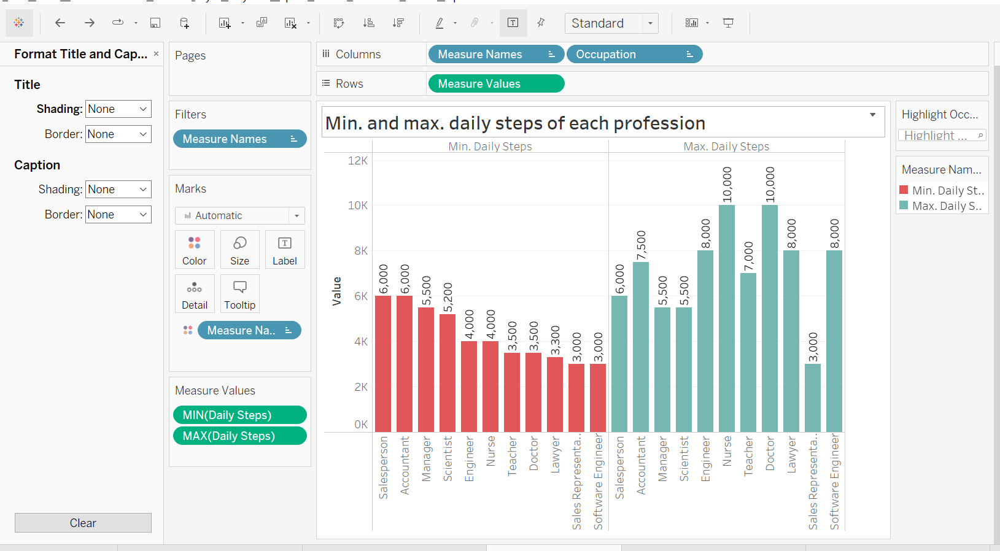 Standard
Format Title and Cap...
Title
Shading: None
Border: None
Caption
Shading: None
Border: None
Clear
Pages
Filters
Measure Names
Marks
Automatic
Color
Size
Label
Detail
Tooltip
Measure Na..
Measure Values
MIN(Daily Steps)
MAX(Daily Steps)
Columns
Measure Names
Occupation
Rows
Measure Values
Min. and max. daily steps of each profession
Min. Daily Steps
Max. Daily Steps
Value
12K
10K
8K
6K
4K
2K
0K
6,000
6,000
5,500
5,200
4,000
4,000
3,500
3,500
3,300
3,000
3,000
6,000
7,500
5,500
5,500
8,000
10,000
7,000
10,000
8,000
3,000
8,000
Salesperson
Accountant
Manager
Scientist
Engineer
Nurse
Teacher
Doctor
Lawyer
Sales Representa..
Software Engineer
Salesperson
Accountant
Manager
Scientist
Engineer
Nurse
Teacher
Doctor
Lawyer
Sales Representa..
Software Engineer
Highlight Occ...
Highlight ...
Measure Nam...
Min. Daily St..
Max. Daily S..